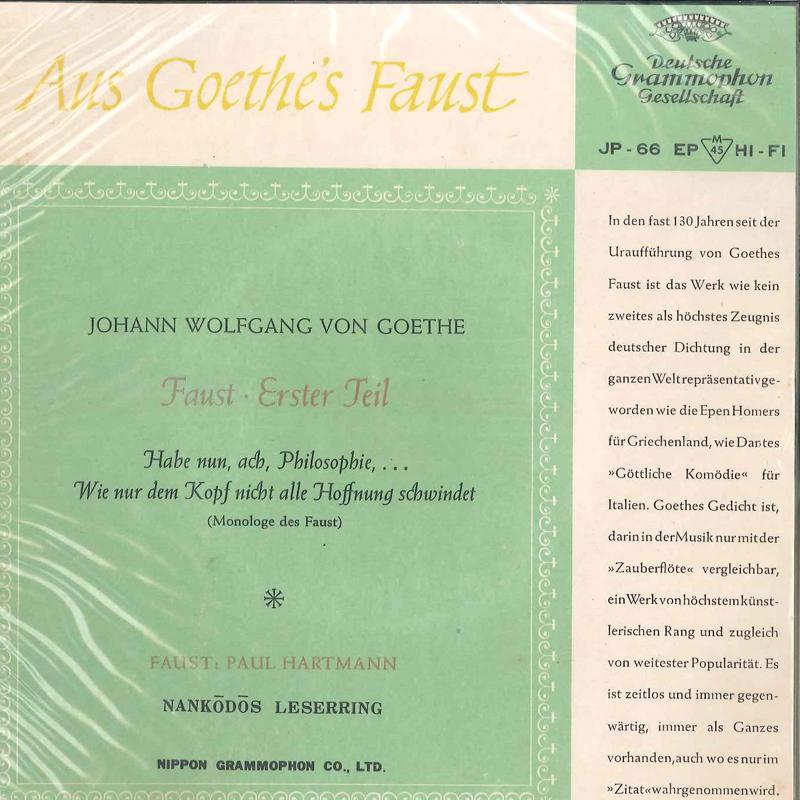 Aus Goethe's Faust
Deutsche
Grammophon
Gesellschaft
JP - 66 EP M 45 HI - FI
JOHANN WOLFGANG VON GOETHE
Faust · Erster Teil
Habe nun, ach, Philosophie, . . .
Wie nur dem Kopf nicht alle Hoffnung schwindet
(Monologe des Faust)
FAUST: PAUL HARTMANN
NANKŌDŌS LESERRING
NIPPON GRAMMOPHON CO., LTD.
In den fast 130 Jahren seit der
Uraufführung von Goethes
Faust ist das Werk wie kein
zweites als höchstes Zeugnis
deutscher Dichtung in der
ganzen Welt repräsentativ ge-
worden wie die Epen Homers
für Griechenland, wie Dantes
»Göttliche Komödie« für
Italien. Goethes Gedicht ist,
darin in der Musik nur mit der
»Zauberflöte« vergleichbar,
ein Werk von höchstem künst-
lerischen Rang und zugleich
von weitester Popularität. Es
ist zeitlos und immer gegen-
wärtig, immer als Ganzes
vorhanden, auch wo es nur im
»Zitat« wahrgenommen wird.